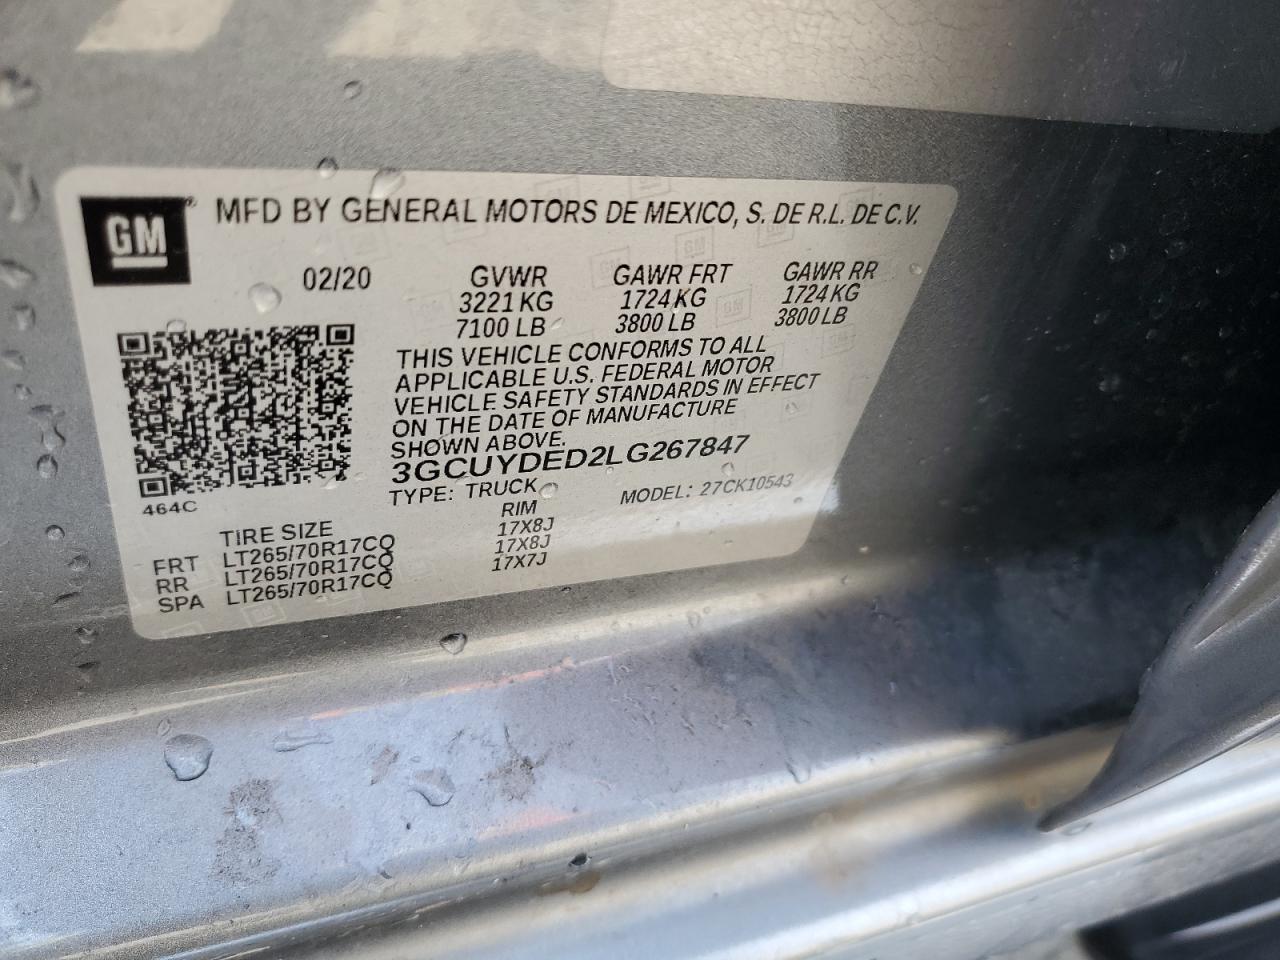 GM® MFD BY GENERAL MOTORS DE MEXICO, S. DE R.L. DE C.V.
02/20 GVWR GAWR FRT GAWR RR
3221 KG 1724 KG 1724 KG
7100 LB 3800 LB 3800 LB
THIS VEHICLE CONFORMS TO ALL
APPLICABLE U.S. FEDERAL MOTOR
VEHICLE SAFETY STANDARDS IN EFFECT
ON THE DATE OF MANUFACTURE
SHOWN ABOVE.
3GCUYDED2LG267847
TYPE: TRUCK MODEL: 27CK10543
464C
TIRE SIZE RIM
FRT LT265/70R17CQ 17X8J
RR LT265/70R17CQ 17X8J
SPA LT265/70R17CQ 17X7J